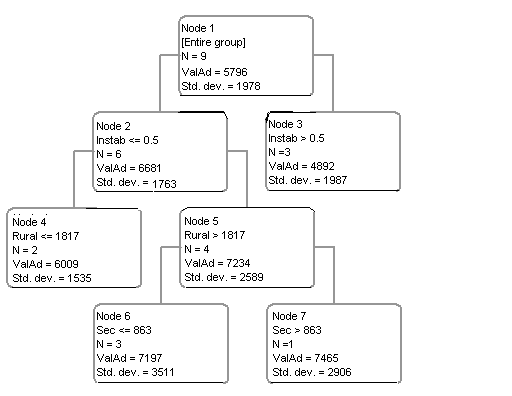 Node 1
[Entire group]
N = 9
ValAd = 5796
Std. dev. = 1978
Node 2
Instab <= 0.5
N = 6
ValAd = 6681
Std. dev. = 1763
Node 3
Instab > 0.5
N =3
ValAd = 4892
Std. dev. = 1987
Node 4
Rural <= 1817
N = 2
ValAd = 6009
Std. dev. = 1535
Node 5
Rural > 1817
N = 4
ValAd = 7234
Std. dev. = 2589
Node 6
Sec <= 863
N = 3
ValAd = 7197
Std. dev. = 3511
Node 7
Sec > 863
N =1
ValAd = 7465
Std. dev. = 2906